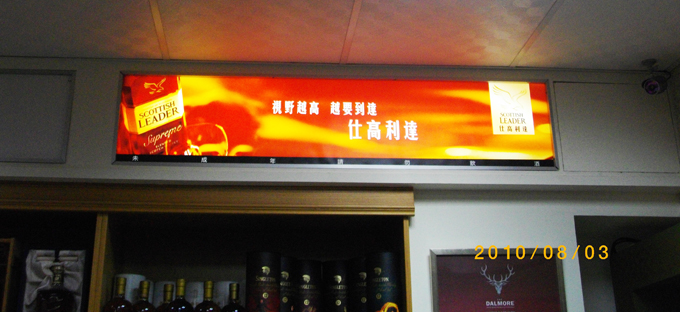 視野越高 越要到達
仕高利達
SCOTTISH
LEADER
Supreme
SCOTTISH
LEADER
仕高利達
未成年請勿飲酒
2010/08/03
DALMORE